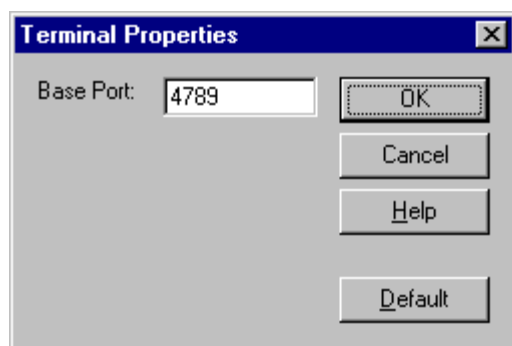 Terminal Properties
Base Port: 4789
OK
Cancel
Help
Default